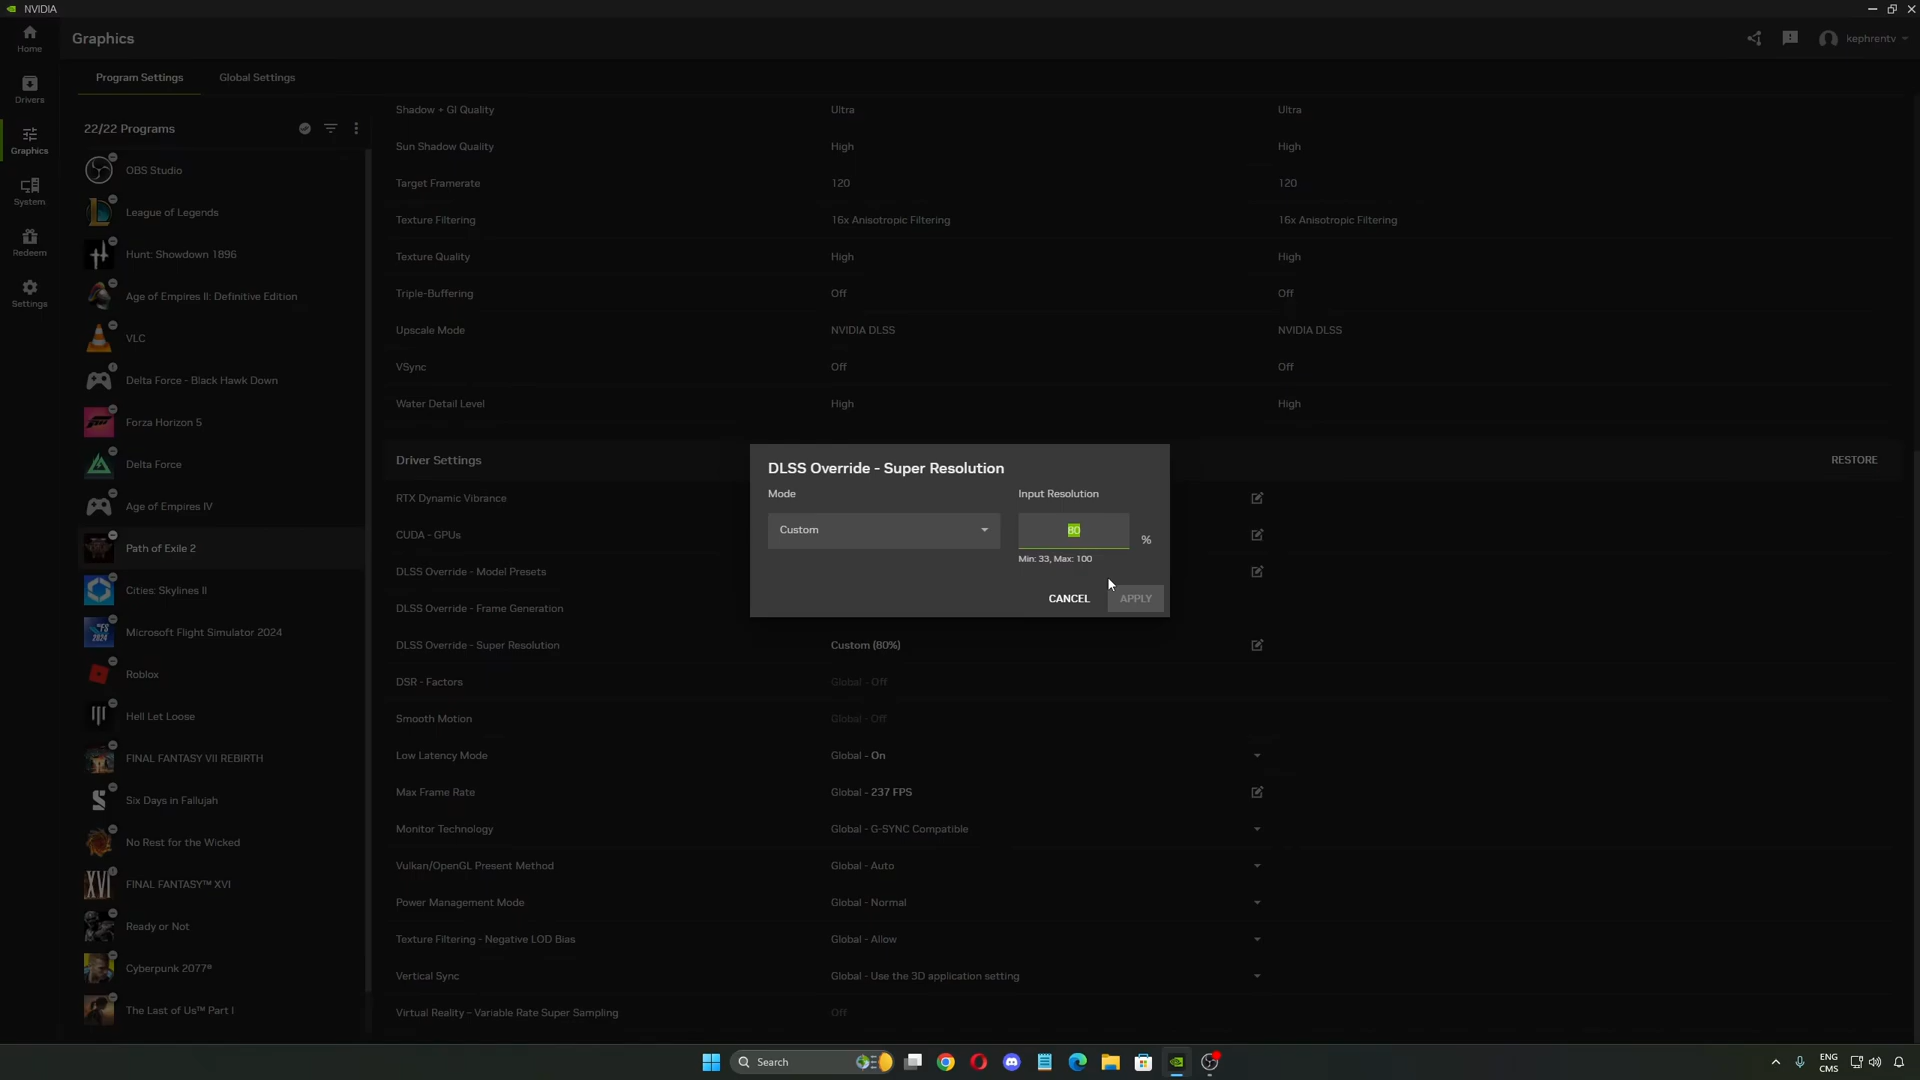 NVIDIA
Home
Graphics
kephrentv
Program Settings
Global Settings
Drivers
Graphics
System
Redeem
Settings
22/22 Programs
OBS Studio
League of Legends
Hunt: Showdown 1896
Age of Empires II: Definitive Edition
VLC
Delta Force - Black Hawk Down
Forza Horizon 5
Delta Force
Age of Empires IV
Path of Exile 2
Cities: Skylines II
Microsoft Flight Simulator 2024
Roblox
Hell Let Loose
FINAL FANTASY VII REBIRTH
Six Days in Fallujah
No Rest for the Wicked
FINAL FANTASY™ XVI
Ready or Not
Cyberpunk 2077®
The Last of Us™ Part I
Shadow + GI Quality Ultra Ultra
Sun Shadow Quality High High
Target Framerate 120 120
Texture Filtering 16x Anisotropic Filtering 16x Anisotropic Filtering
Texture Quality High High
Triple-Buffering Off Off
Upscale Mode NVIDIA DLSS NVIDIA DLSS
VSync Off Off
Water Detail Level High High
Driver Settings RESTORE
RTX Dynamic Vibrance
CUDA - GPUs
DLSS Override - Model Presets
DLSS Override - Frame Generation
DLSS Override - Super Resolution Custom (80%)
DSR - Factors Global - Off
Smooth Motion Global - Off
Low Latency Mode Global - On
Max Frame Rate Global - 237 FPS
Monitor Technology Global - G-SYNC Compatible
Vulkan/OpenGL Present Method Global - Auto
Power Management Mode Global - Normal
Texture Filtering - Negative LOD Bias Global - Allow
Vertical Sync Global - Use the 3D application setting
Virtual Reality – Variable Rate Super Sampling Off
DLSS Override - Super Resolution
Mode Input Resolution
Custom 80 %
Min: 33, Max: 100
CANCEL APPLY
Search
ENG
CMS